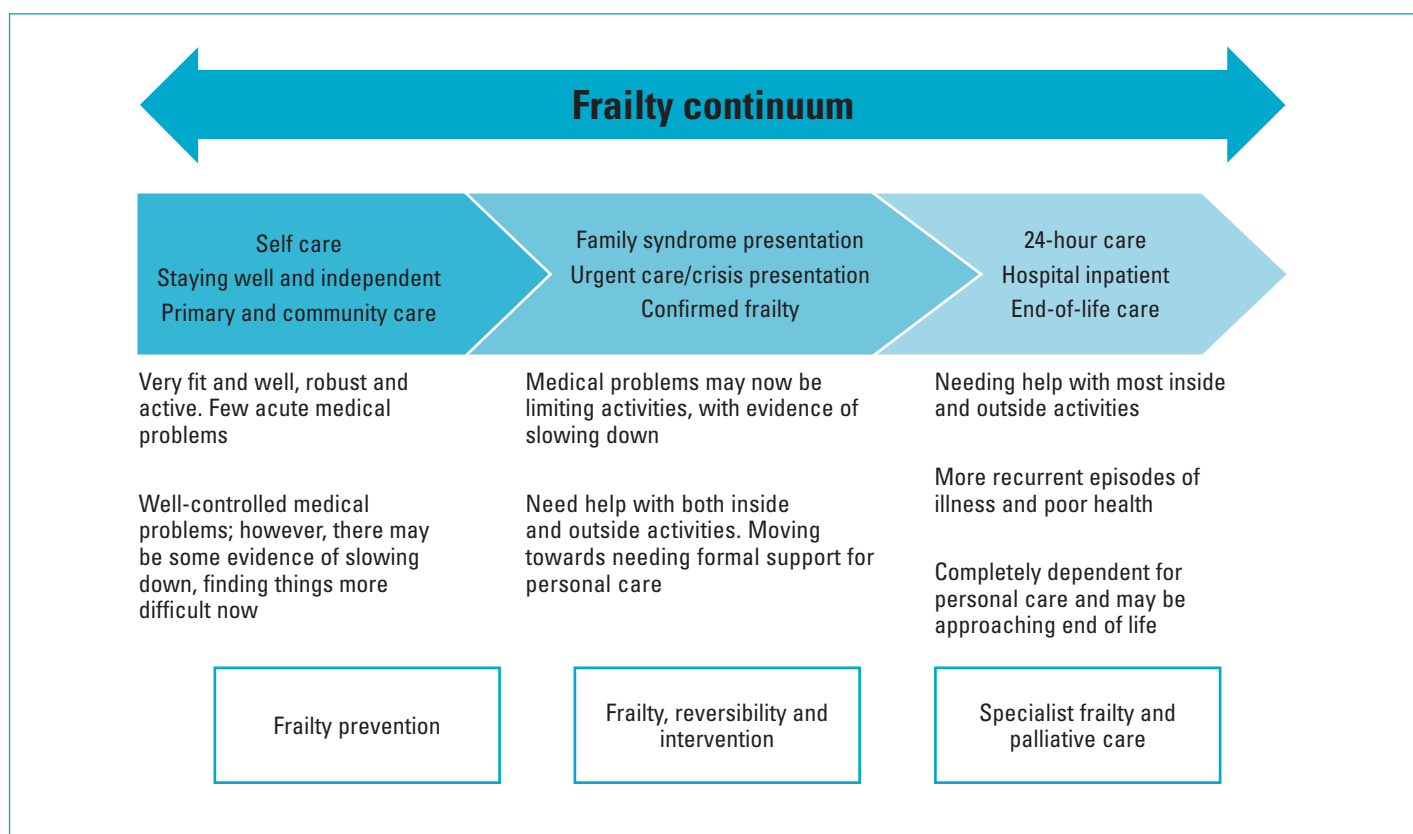 Frailty continuum
Self care
Staying well and independent
Primary and community care
Family syndrome presentation
Urgent care/crisis presentation
Confirmed frailty
24-hour care
Hospital inpatient
End-of-life care
Very fit and well, robust and
active. Few acute medical
problems
Well-controlled medical
problems; however, there may
be some evidence of slowing
down, finding things more
difficult now
Medical problems may now be
limiting activities, with evidence of
slowing down
Need help with both inside
and outside activities. Moving
towards needing formal support for
personal care
Needing help with most inside
and outside activities
More recurrent episodes of
illness and poor health
Completely dependent for
personal care and may be
approaching end of life
Frailty prevention
Frailty, reversibility and
intervention
Specialist frailty and
palliative care